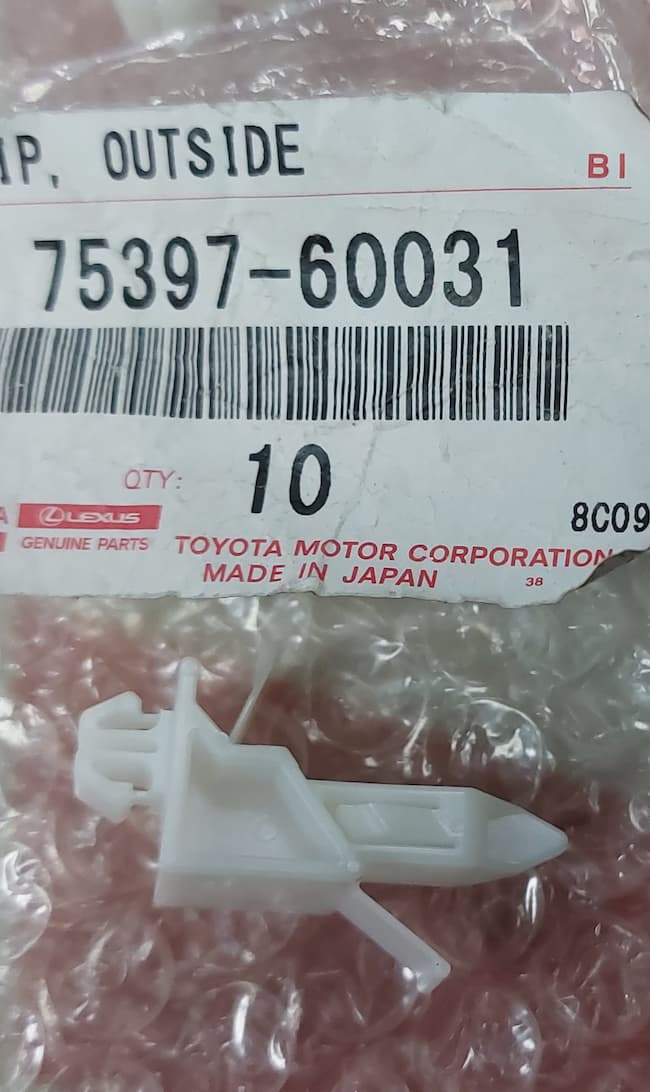 IP, OUTSIDE
BI
75397-60031
QTY: 10
8C09
LEXUS
GENUINE PARTS
TOYOTA MOTOR CORPORATION
MADE IN JAPAN
38